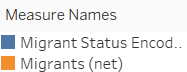 Measure Names
Migrant Status Encod..
Migrants (net)